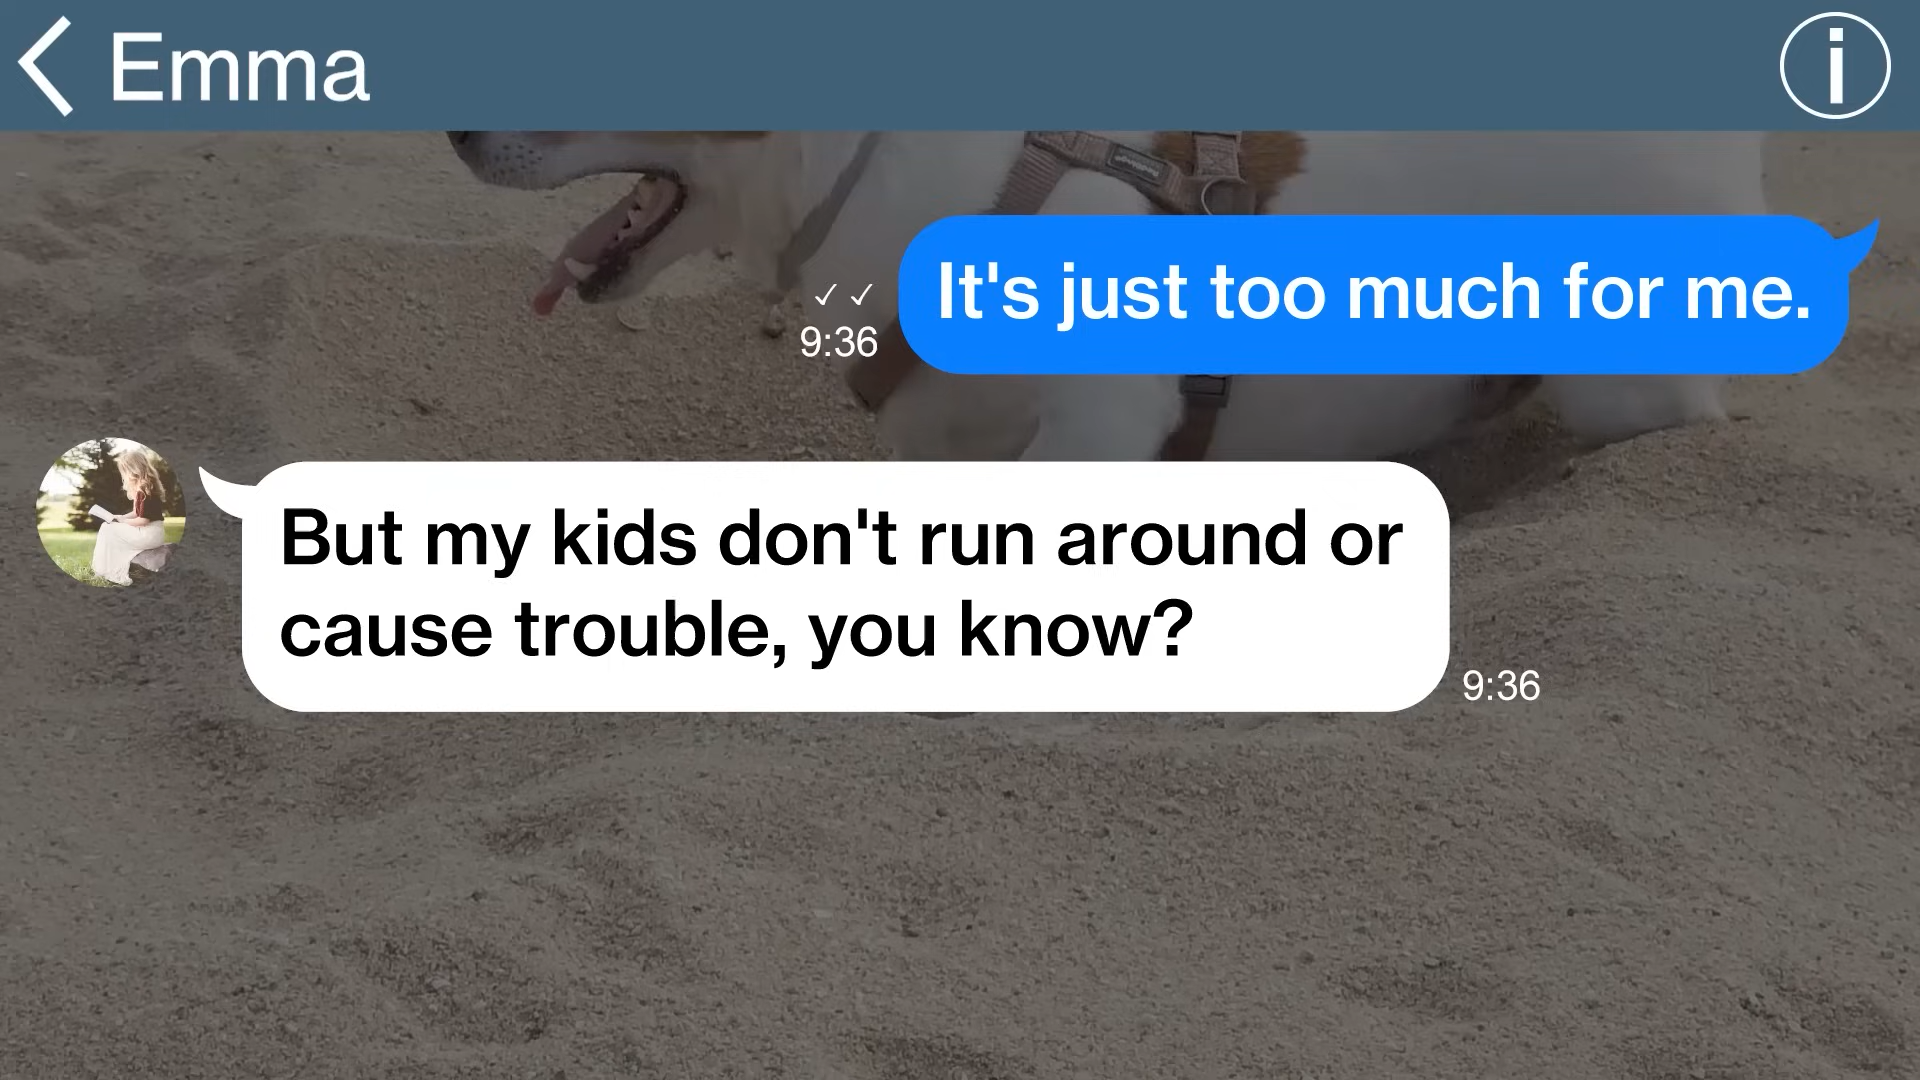 Emma
It's just too much for me.
✓✓
9:36
But my kids don't run around or
cause trouble, you know?
9:36